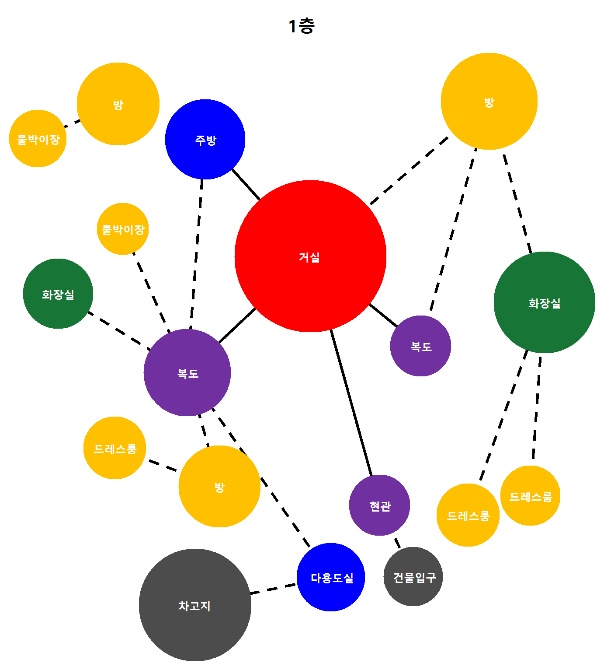 1층
방
방
붙박이장
주방
붙박이장
거실
화장실
화장실
복도
복도
드레스룸
방
드레스룸
현관
드레스룸
다용도실
건물입구
차고지